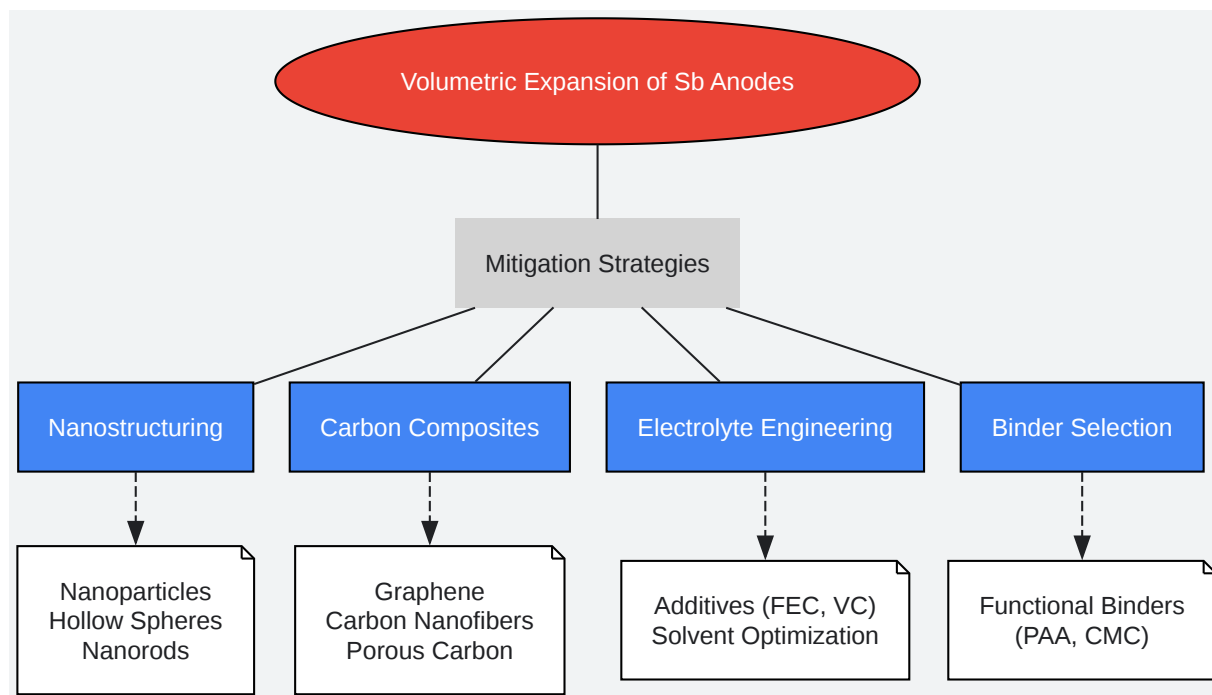 Volumetric Expansion of Sb Anodes
Mitigation Strategies
Nanostructuring
Carbon Composites
Electrolyte Engineering
Binder Selection
Nanoparticles
Hollow Spheres
Nanorods
Graphene
Carbon Nanofibers
Porous Carbon
Additives (FEC, VC)
Solvent Optimization
Functional Binders
(PAA, CMC)